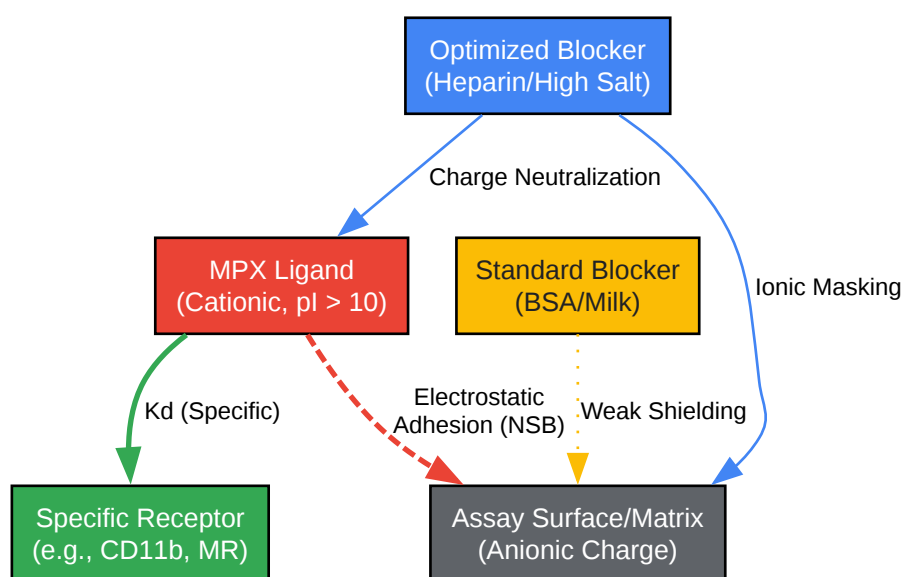 Optimized Blocker
(Heparin/High Salt)
Charge Neutralization
MPX Ligand
(Cationic, pI > 10)
Standard Blocker
(BSA/Milk)
Ionic Masking
Kd (Specific)
Electrostatic
Adhesion (NSB)
Weak Shielding
Specific Receptor
(e.g., CD11b, MR)
Assay Surface/Matrix
(Anionic Charge)